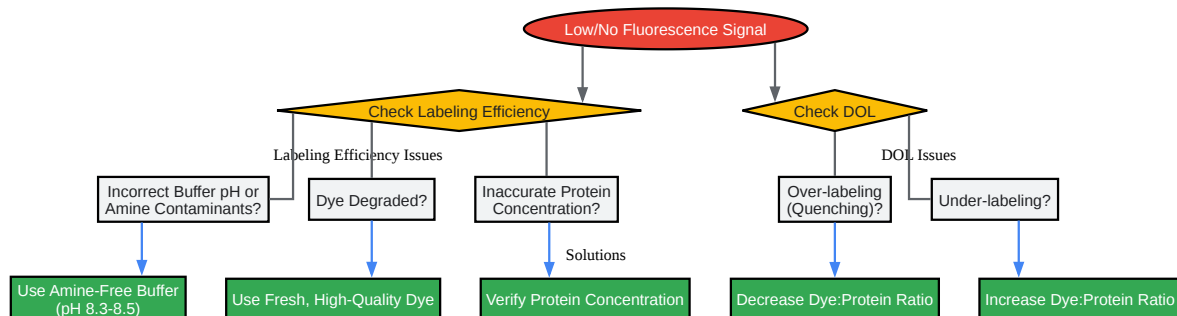 Low/No Fluorescence Signal
Check Labeling Efficiency
Check DOL
Labeling Efficiency Issues
DOL Issues
Incorrect Buffer pH or
Amine Contaminants?
Dye Degraded?
Inaccurate Protein
Concentration?
Over-labeling
(Quenching)?
Under-labeling?
Solutions
Use Amine-Free Buffer
(pH 8.3-8.5)
Use Fresh, High-Quality Dye
Verify Protein Concentration
Decrease Dye:Protein Ratio
Increase Dye:Protein Ratio